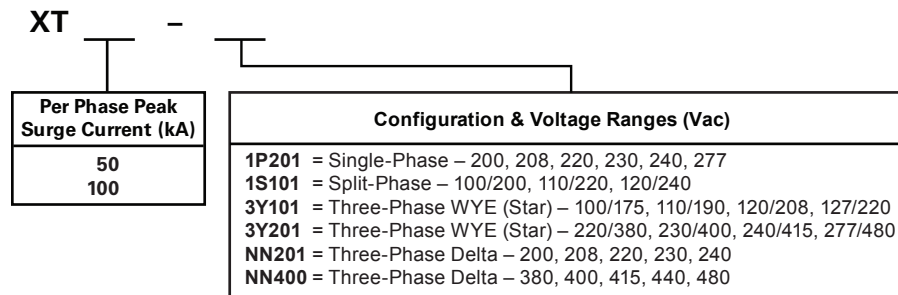 XT ___ – ___
Per Phase Peak
Surge Current (kA)
50
100
Configuration & Voltage Ranges (Vac)
1P201 = Single-Phase – 200, 208, 220, 230, 240, 277
1S101 = Split-Phase – 100/200, 110/220, 120/240
3Y101 = Three-Phase WYE (Star) – 100/175, 110/190, 120/208, 127/220
3Y201 = Three-Phase WYE (Star) – 220/380, 230/400, 240/415, 277/480
NN201 = Three-Phase Delta – 200, 208, 220, 230, 240
NN400 = Three-Phase Delta – 380, 400, 415, 440, 480